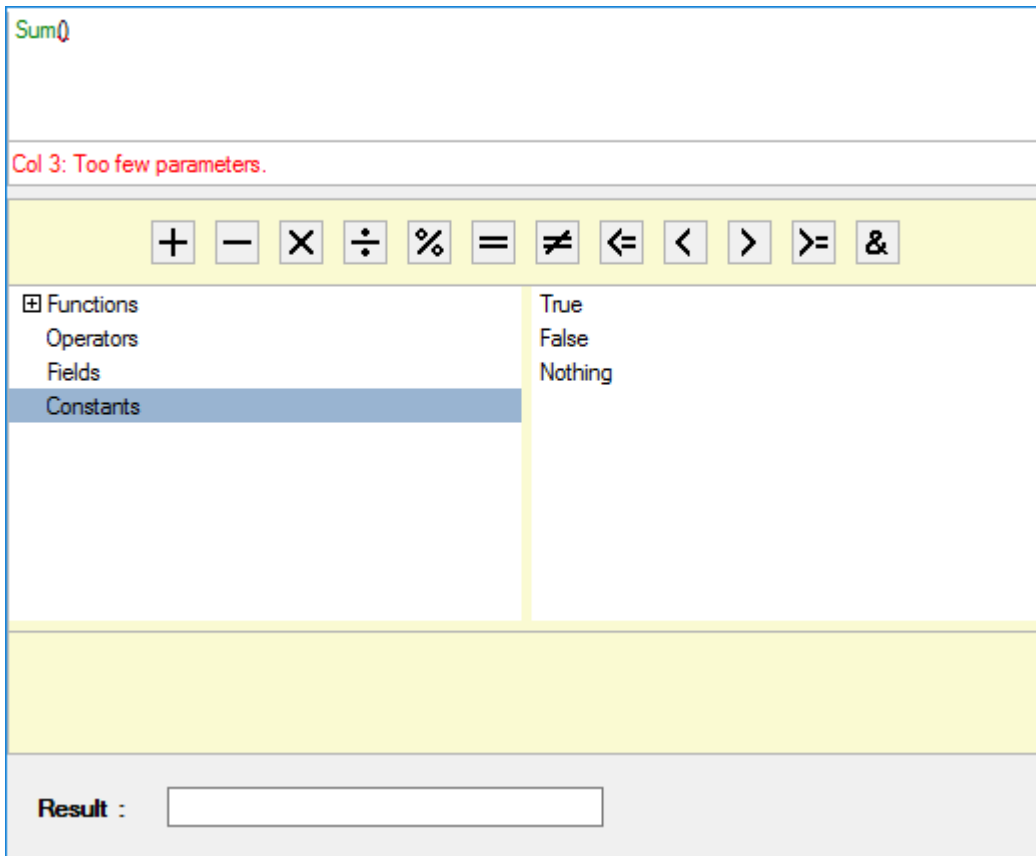 Sum()
Col 3: Too few parameters.
+ − × ÷ % = ≠ <= < > >= &
Functions
Operators
Fields
Constants
True
False
Nothing
Result :